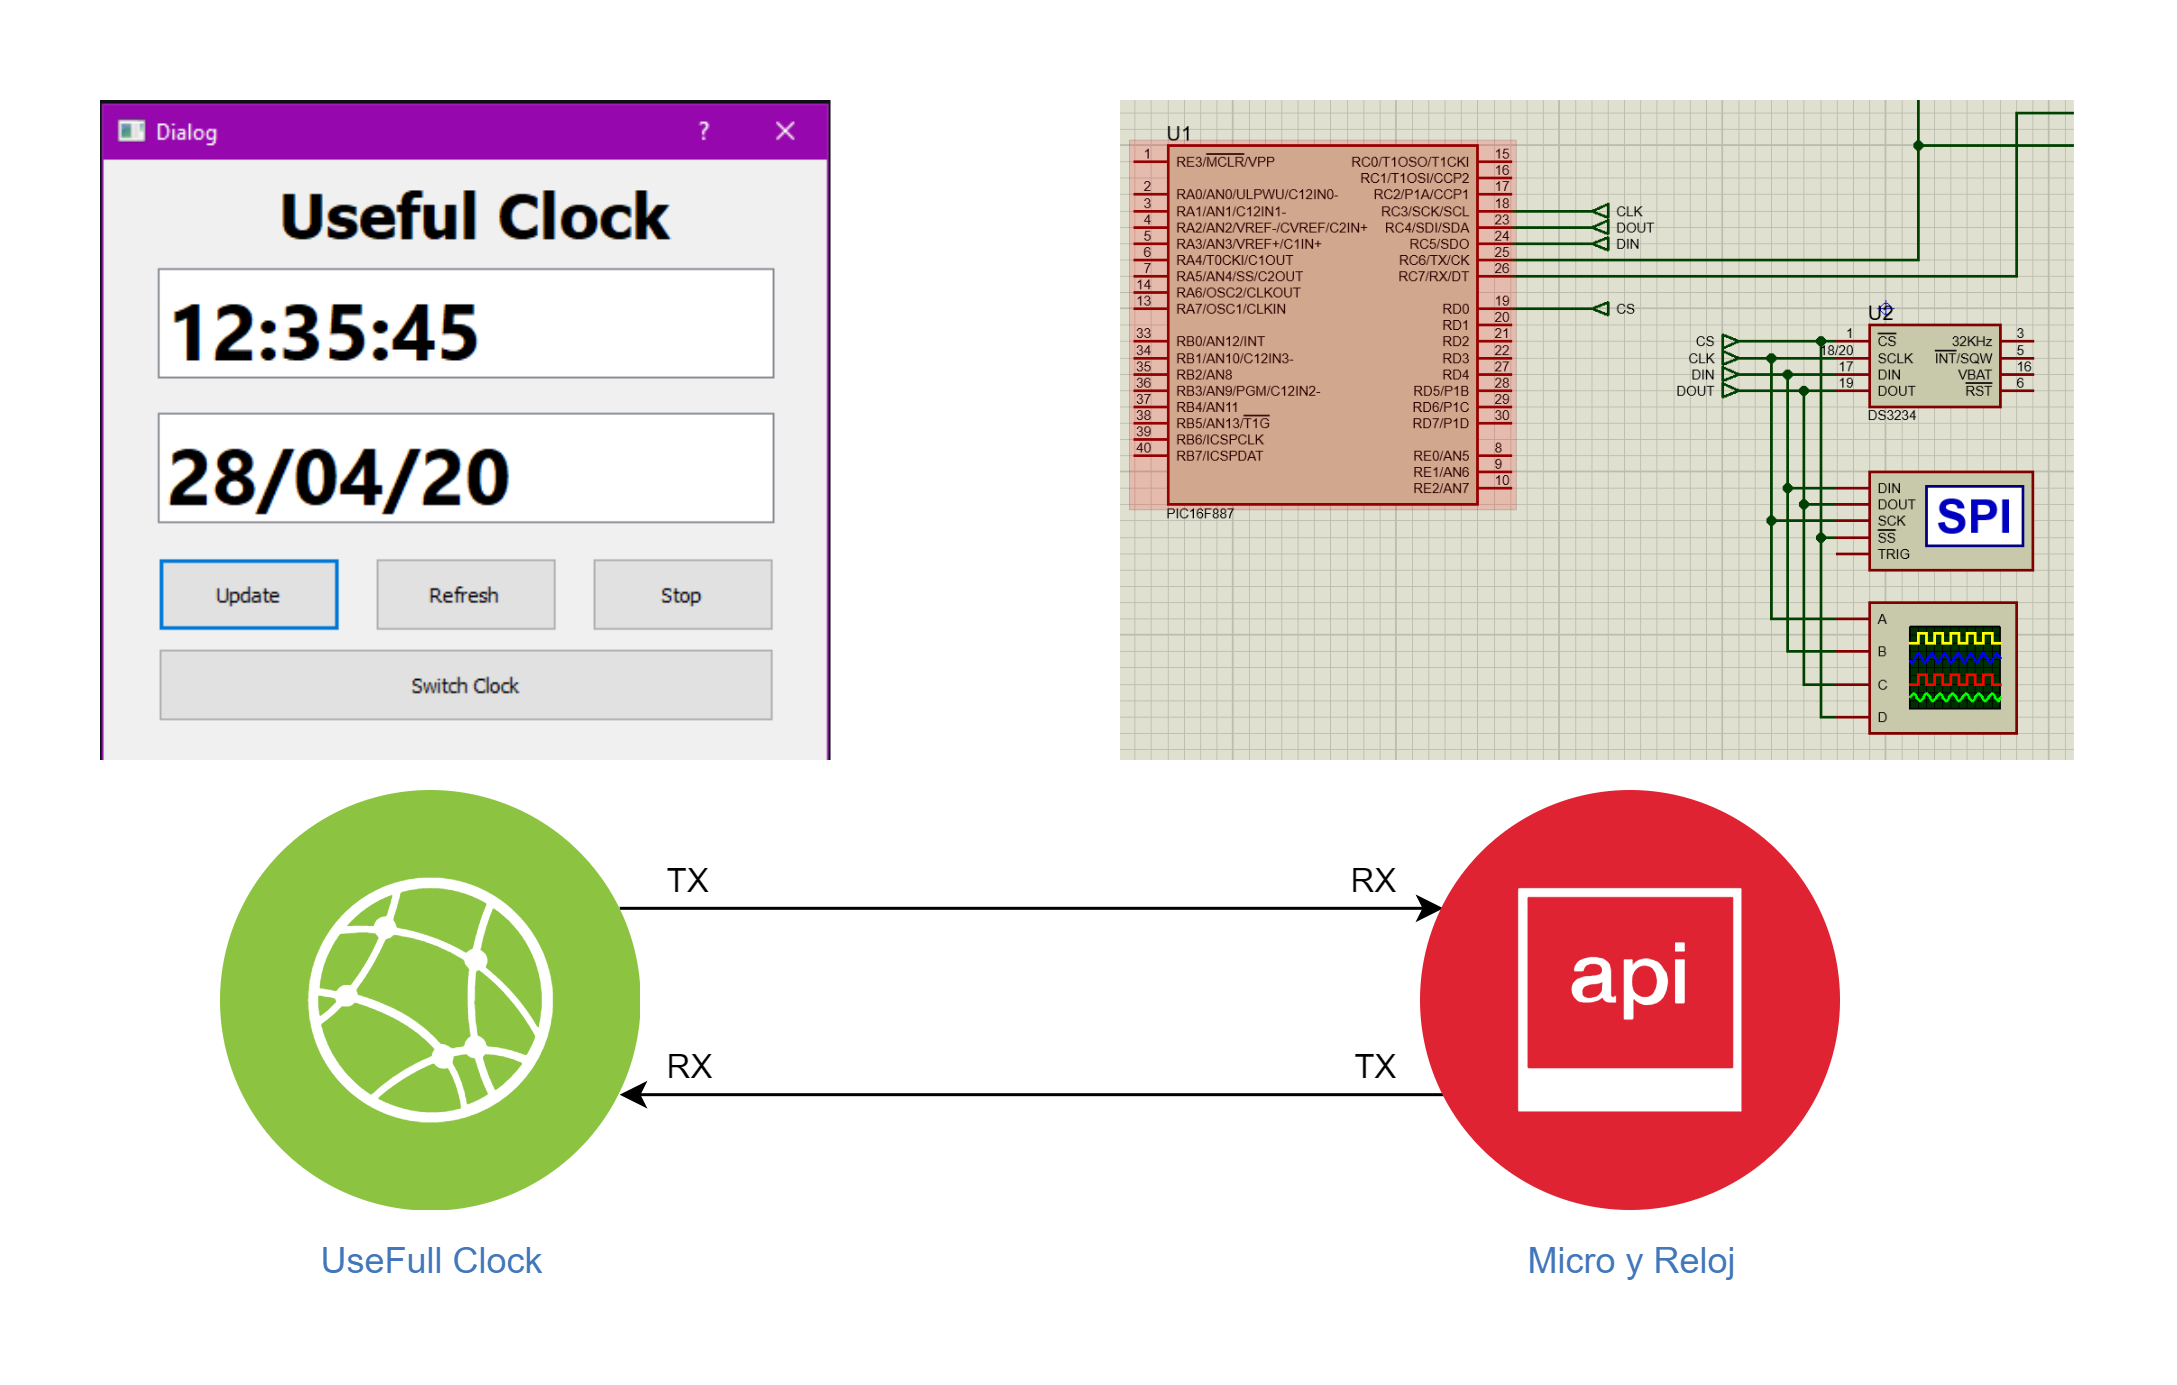 Dialog ? ×
Useful Clock
12:35:45
28/04/20
Update Refresh Stop
Switch Clock
U1
1 RE3/MCLR/VPP
2 RA0/AN0/ULPWU/C12IN0-
3 RA1/AN1/C12IN1-
4 RA2/AN2/VREF-/CVREF/C2IN+
5 RA3/AN3/VREF+/C1IN+
6 RA4/T0CKI/C1OUT
7 RA5/AN4/SS/C2OUT
14 RA6/OSC2/CLKOUT
13 RA7/OSC1/CLKIN
33 RB0/AN12/INT
34 RB1/AN10/C12IN3-
35 RB2/AN8
36 RB3/AN9/PGM/C12IN2-
37 RB4/AN11
38 RB5/AN13/T1G
39 RB6/ICSPCLK
40 RB7/ICSPDAT
RC0/T1OSO/T1CKI 15
RC1/T1OSI/CCP2 16
RC2/P1A/CCP1 17
RC3/SCK/SCL 18 CLK
RC4/SDI/SDA 23 DOUT
RC5/SDO 24 DIN
RC6/TX/CK 25
RC7/RX/DT 26
RD0 19 CS
RD1 20
RD2 21
RD3 22
RD4 27
RD5/P1B 28
RD6/P1C 29
RD7/P1D 30
RE0/AN5 8
RE1/AN6 9
RE2/AN7 10
PIC16F887
U2
CS 1 CS 32KHz 3
CLK 18/20 SCLK INT/SQW 5
DIN 17 DIN VBAT 16
DOUT 19 DOUT RST 6
DS3234
DIN
DOUT
SCK
SS
TRIG
SPI
A
B
C
D
TX RX
api
RX TX
UseFull Clock
Micro y Reloj